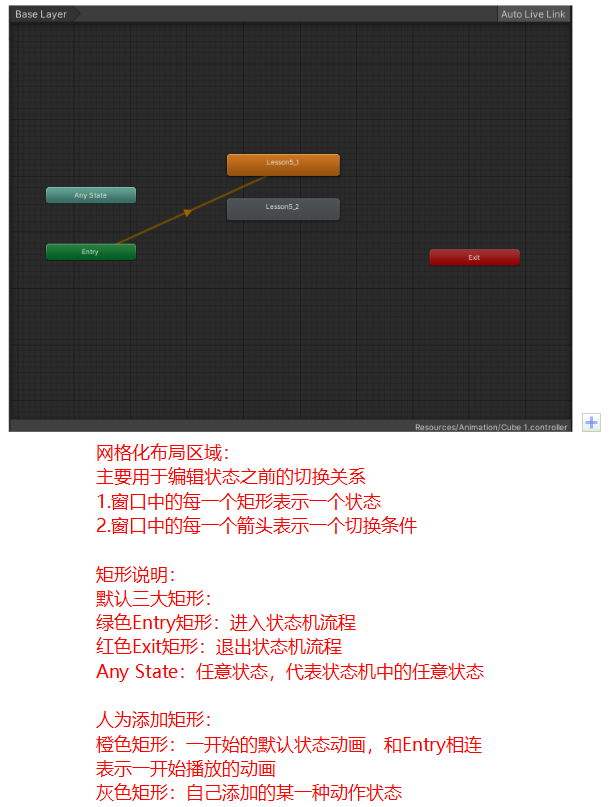 Base Layer
Auto Live Link
Lesson5_1
Any State
Lesson5_2
Entry
Exit
Resources/Animation/Cube 1.controller
网格化布局区域：
主要用于编辑状态之前的切换关系
1.窗口中的每一个矩形表示一个状态
2.窗口中的每一个箭头表示一个切换条件
矩形说明：
默认三大矩形：
绿色Entry矩形：进入状态机流程
红色Exit矩形：退出状态机流程
Any State：任意状态，代表状态机中的任意状态
人为添加矩形：
橙色矩形：一开始的默认状态动画，和Entry相连
表示一开始播放的动画
灰色矩形：自己添加的某一种动作状态